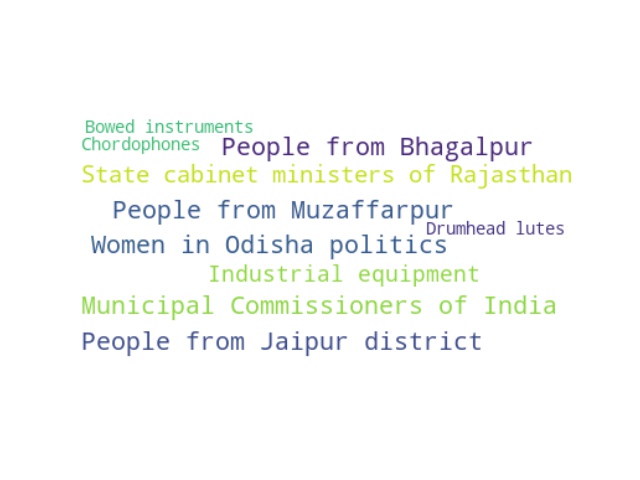 Bowed instruments
Chordophones
People from Bhagalpur
State cabinet ministers of Rajasthan
People from Muzaffarpur
Drumhead lutes
Women in Odisha politics
Industrial equipment
Municipal Commissioners of India
People from Jaipur district